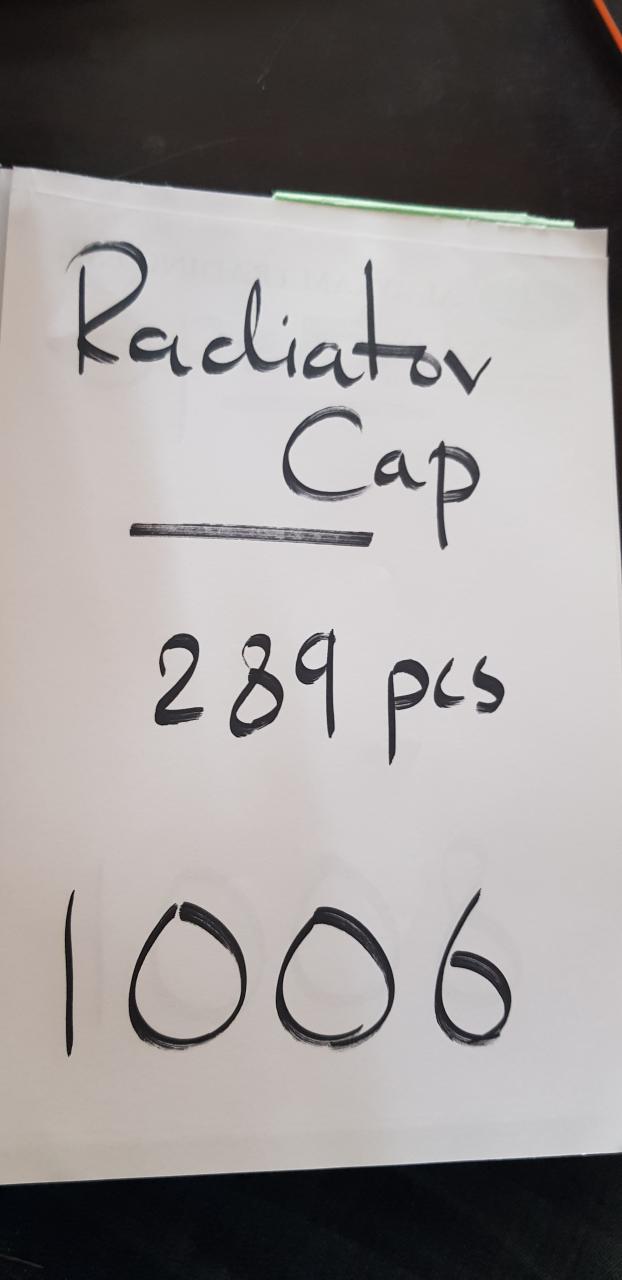 Radiator
Cap
289 pcs
1006